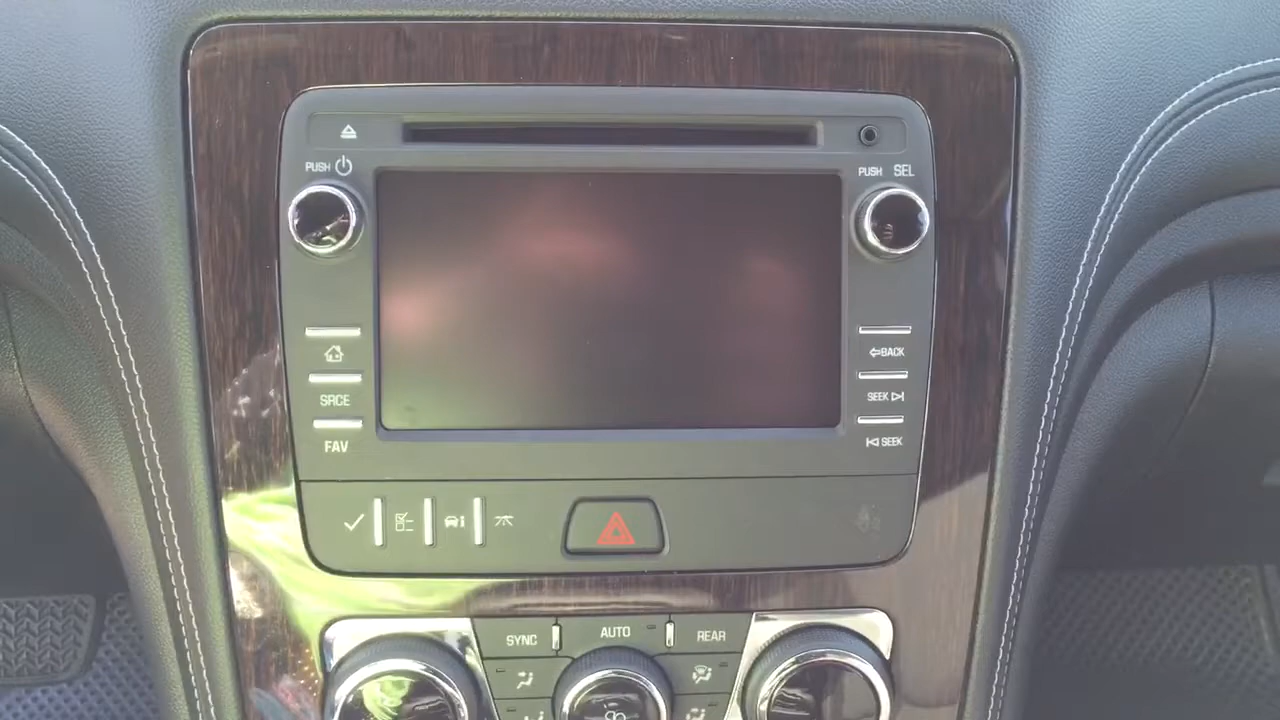 PUSH
PUSH SEL
BACK
SRCE
SEEK
FAV
SEEK
SYNC
AUTO
REAR